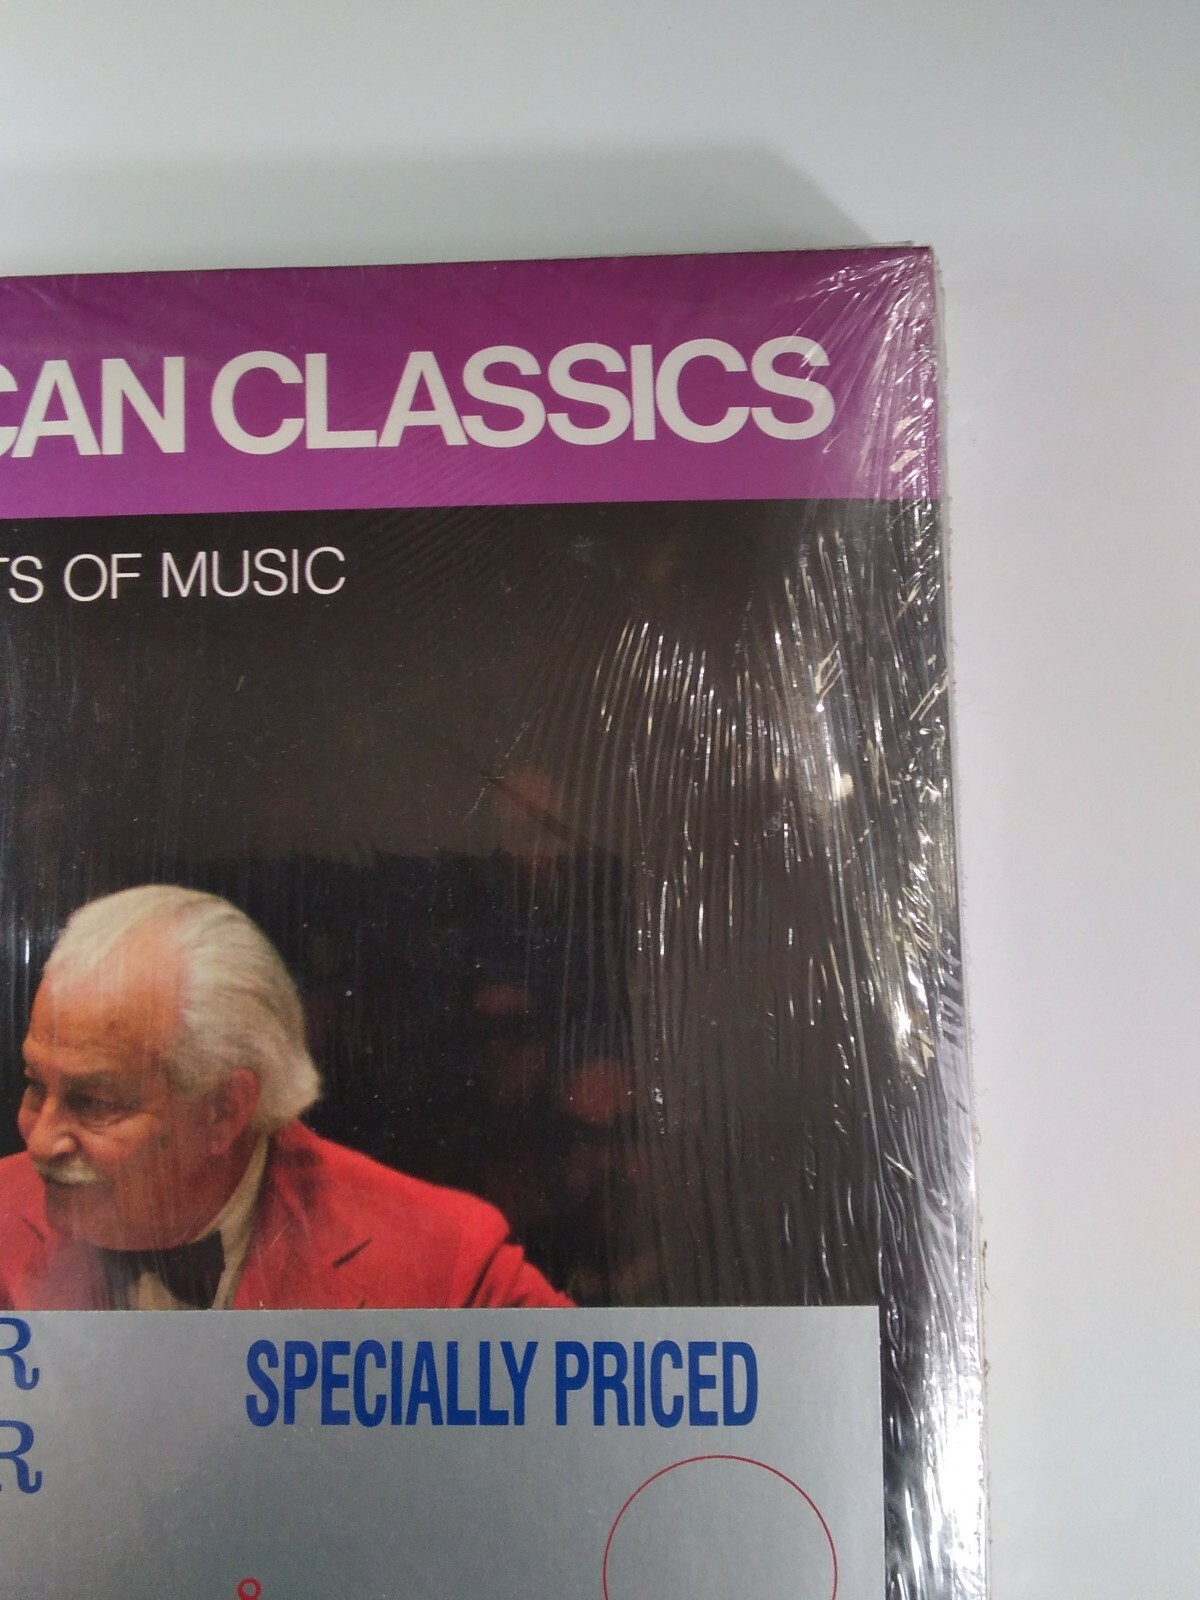 CAN CLASSICS
TS OF MUSIC
R SPECIALLY PRICED
R